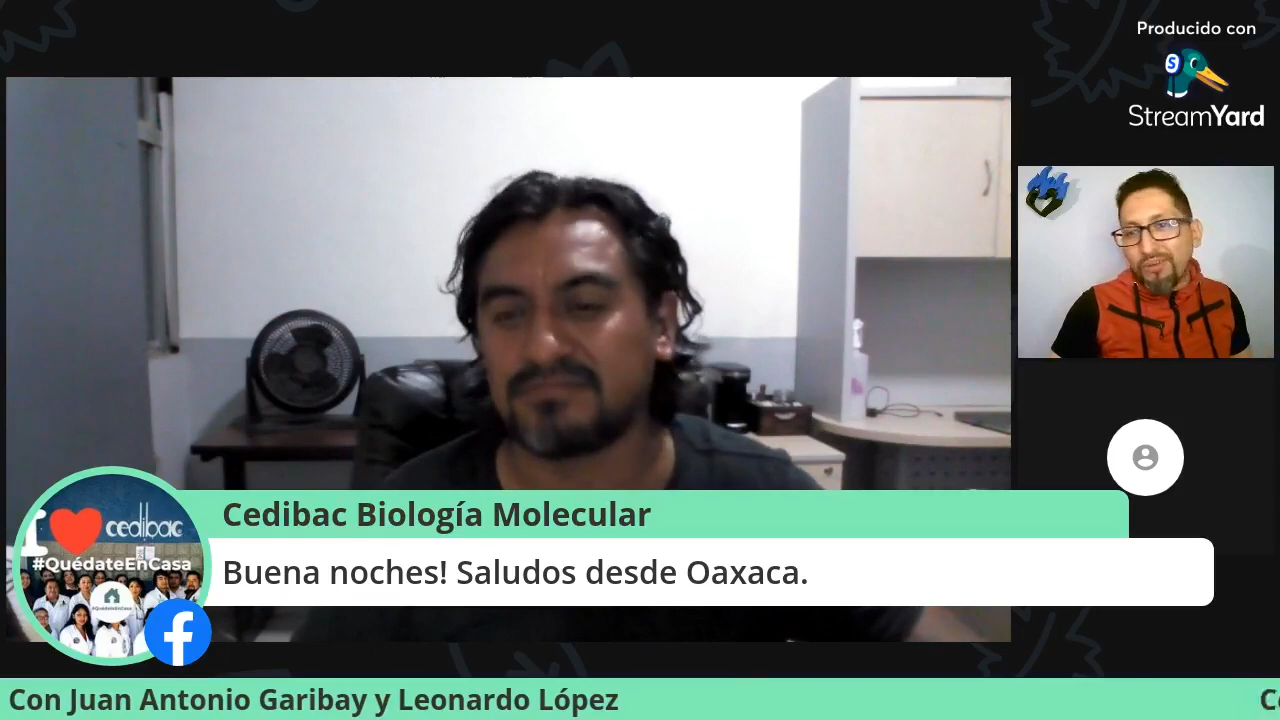 Producido con
StreamYard
Cedibac Biología Molecular
I cedibac
#QuédateEnCasa
Buena noches! Saludos desde Oaxaca.
Con Juan Antonio Garibay y Leonardo López